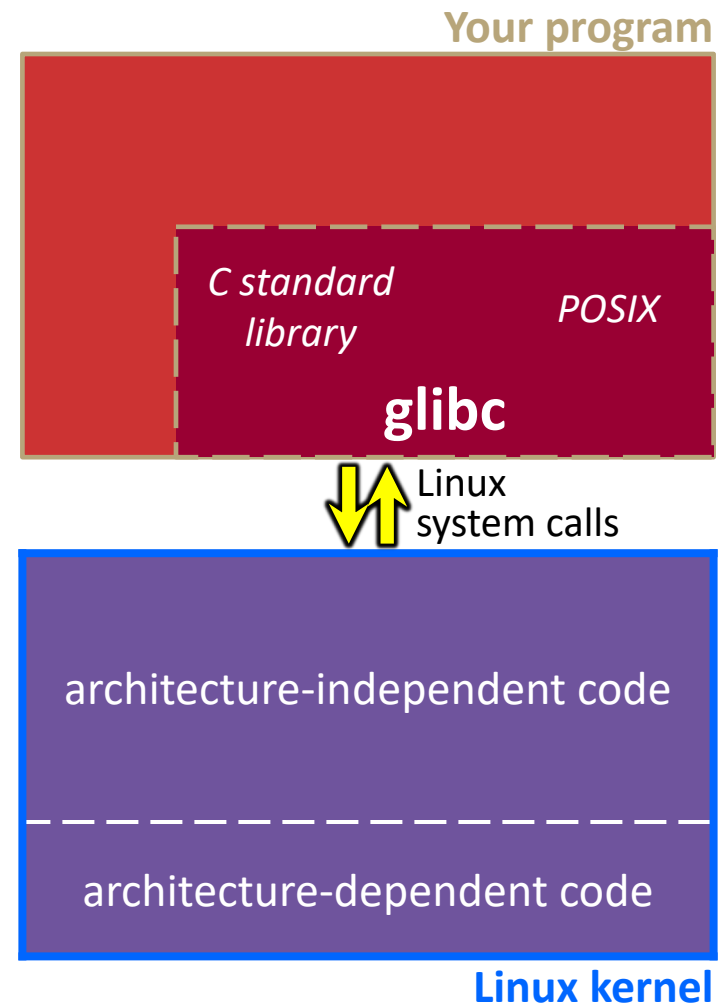 Your program
C standard
library
POSIX
glibc
Linux
system calls
architecture-independent code
architecture-dependent code
Linux kernel